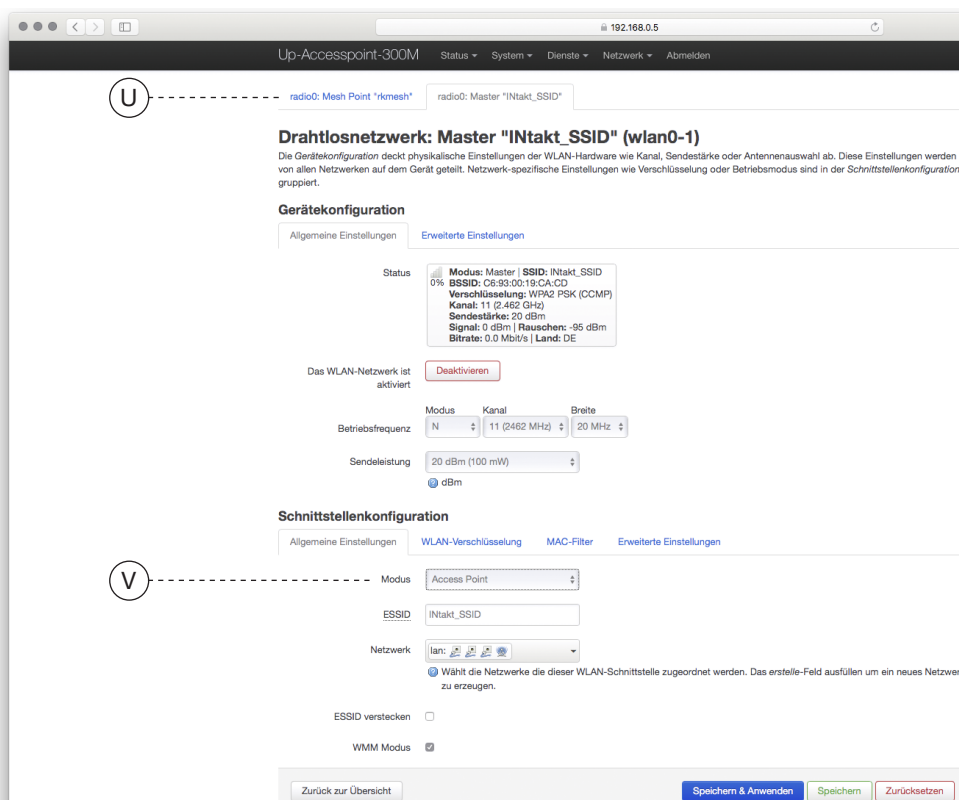 192.168.0.5
Up-Accesspoint-300M Status System Dienste Netzwerk Abmelden
U
radio0: Mesh Point "rkmesh" radio0: Master "INtakt_SSID"
Drahtlosnetzwerk: Master "INtakt_SSID" (wlan0-1)
Die Gerätekonfiguration deckt physikalische Einstellungen der WLAN-Hardware wie Kanal, Sendestärke oder Antennenauswahl ab. Diese Einstellungen werden
von allen Netzwerken auf dem Gerät geteilt. Netzwerk-spezifische Einstellungen wie Verschlüsselung oder Betriebsmodus sind in der Schnittstellenkonfiguration
gruppiert.
Gerätekonfiguration
Allgemeine Einstellungen Erweiterte Einstellungen
Status
0%
Modus: Master | SSID: INtakt_SSID
BSSID: C6:93:00:19:CA:CD
Verschlüsselung: WPA2 PSK (CCMP)
Kanal: 11 (2.462 GHz)
Sendestärke: 20 dBm
Signal: 0 dBm | Rauschen: -95 dBm
Bitrate: 0.0 Mbit/s | Land: DE
Das WLAN-Netzwerk ist
aktiviert
Deaktivieren
Modus Kanal Breite
Betriebsfrequenz N 11 (2462 MHz) 20 MHz
Sendeleistung 20 dBm (100 mW)
dBm
Schnittstellenkonfiguration
Allgemeine Einstellungen WLAN-Verschlüsselung MAC-Filter Erweiterte Einstellungen
V
Modus Access Point
ESSID INtakt_SSID
Netzwerk lan:
Wählt die Netzwerke die dieser WLAN-Schnittstelle zugeordnet werden. Das erstelle-Feld ausfüllen um ein neues Netzwer
zu erzeugen.
ESSID verstecken
WMM Modus
Zurück zur Übersicht Speichern & Anwenden Speichern Zurücksetzen